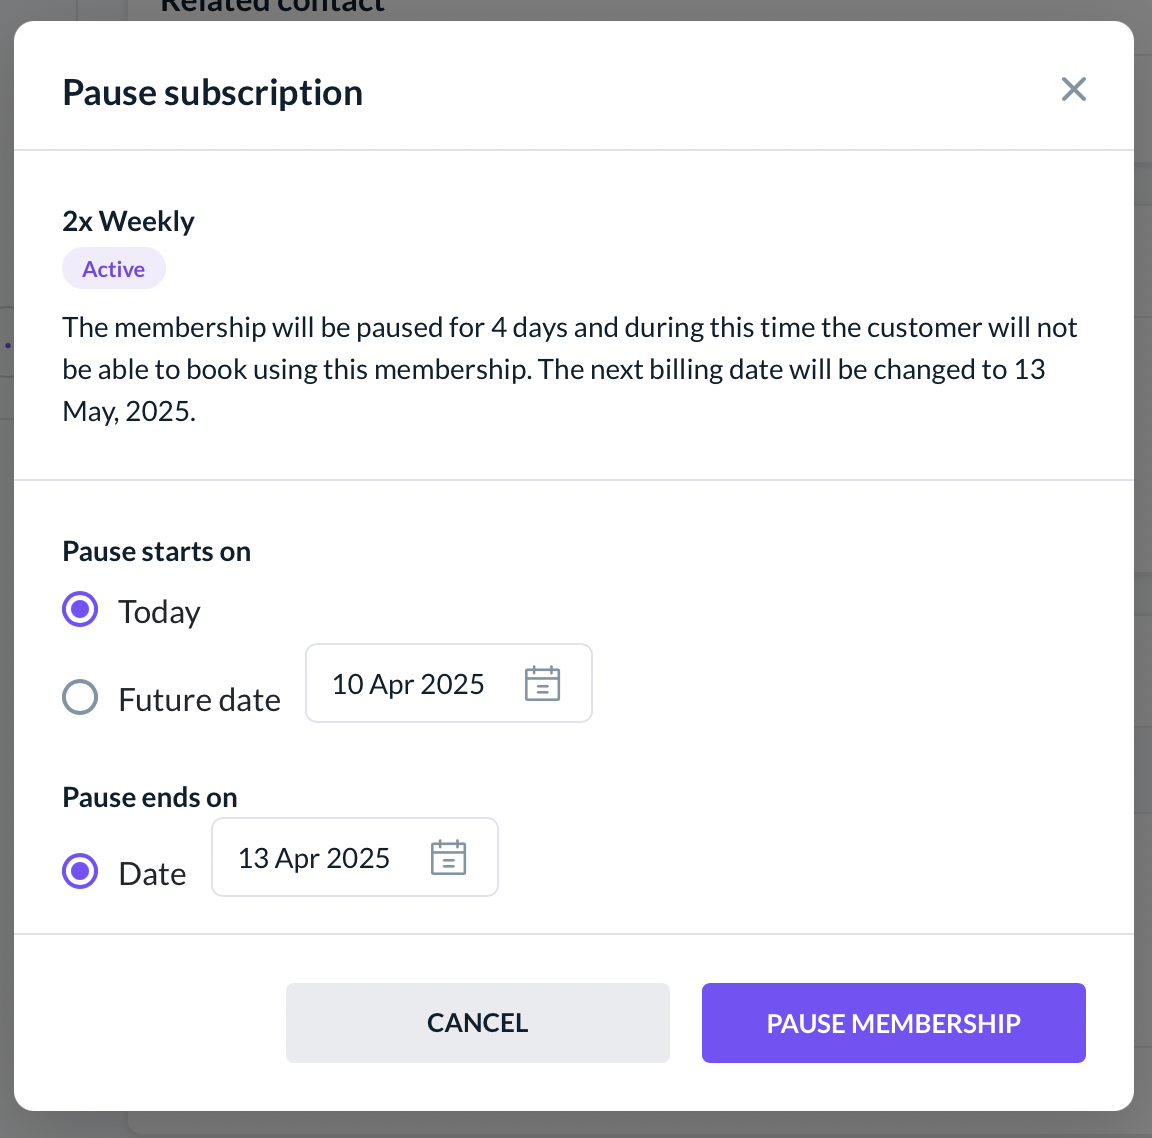 Related contact
Pause subscription
2x Weekly
Active
The membership will be paused for 4 days and during this time the customer will not
be able to book using this membership. The next billing date will be changed to 13
May, 2025.
Pause starts on
Today
Future date
10 Apr 2025
Pause ends on
Date
13 Apr 2025
CANCEL
PAUSE MEMBERSHIP